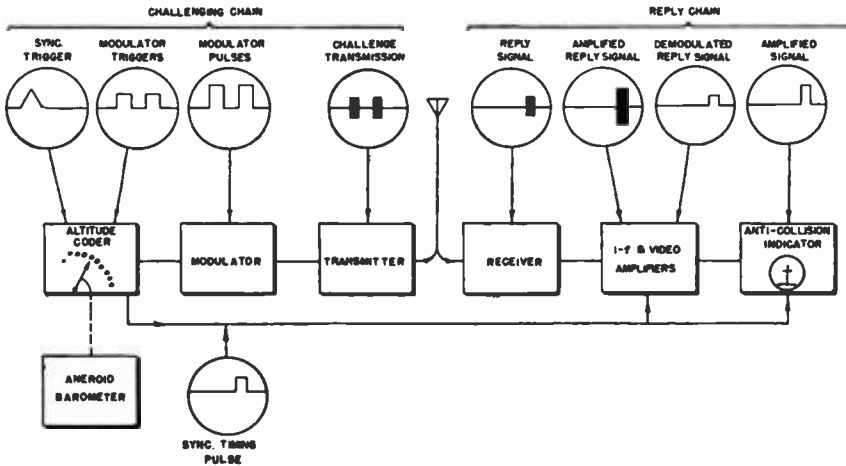 CHALLENGING CHAIN
REPLY CHAIN
SYNC.
TRIGGER
MODULATOR
TRIGGERS
MODULATOR
PULSES
CHALLENGE
TRANSMISSION
REPLY
SIGNAL
AMPLIFIED
REPLY SIGNAL
DEMODULATED
REPLY SIGNAL
AMPLIFIED
SIGNAL
ALTITUDE
CODER
MODULATOR
TRANSMITTER
RECEIVER
I-f & VIDEO
AMPLIFIERS
ANTI-COLLISION
INDICATOR
ANEROID
BAROMETER
SYNC. TIMING
PULSE